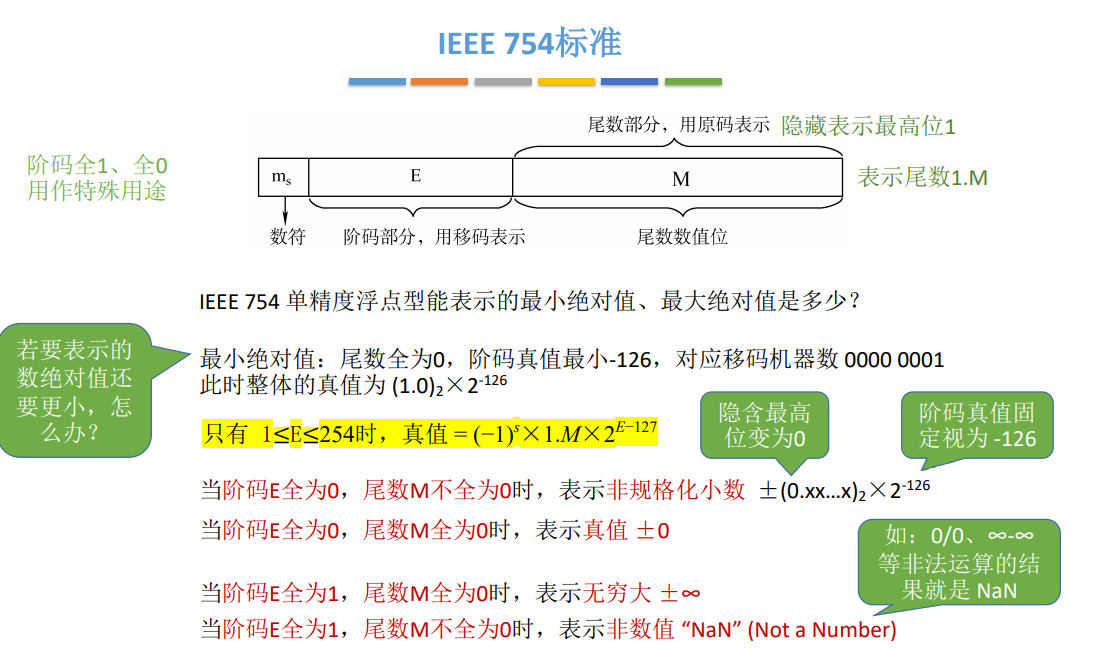 IEEE 754标准
尾数部分，用原码表示 隐藏表示最高位1
阶码全1、全0
用作特殊用途
mₛ E M
表示尾数1.M
数符 阶码部分，用移码表示 尾数数值位
IEEE 754 单精度浮点型能表示的最小绝对值、最大绝对值是多少？
若要表示的
数绝对值还
要更小，怎
么办？
最小绝对值：尾数全为0，阶码真值最小-126，对应移码机器数 0000 0001
此时整体的真值为 (1.0)₂×2⁻¹²⁶
隐含最高
位变为0
阶码真值固
定视为 -126
只有 1≤E≤254时，真值 = (−1)ˢ×1.M×2ᴱ⁻¹²⁷
当阶码E全为0，尾数M不全为0时，表示非规格化小数 ±(0.xx...x)₂×2⁻¹²⁶
当阶码E全为0，尾数M全为0时，表示真值 ±0
如：0/0、∞-∞
等非法运算的结
果就是 NaN
当阶码E全为1，尾数M全为0时，表示无穷大 ±∞
当阶码E全为1，尾数M不全为0时，表示非数值 “NaN” (Not a Number)